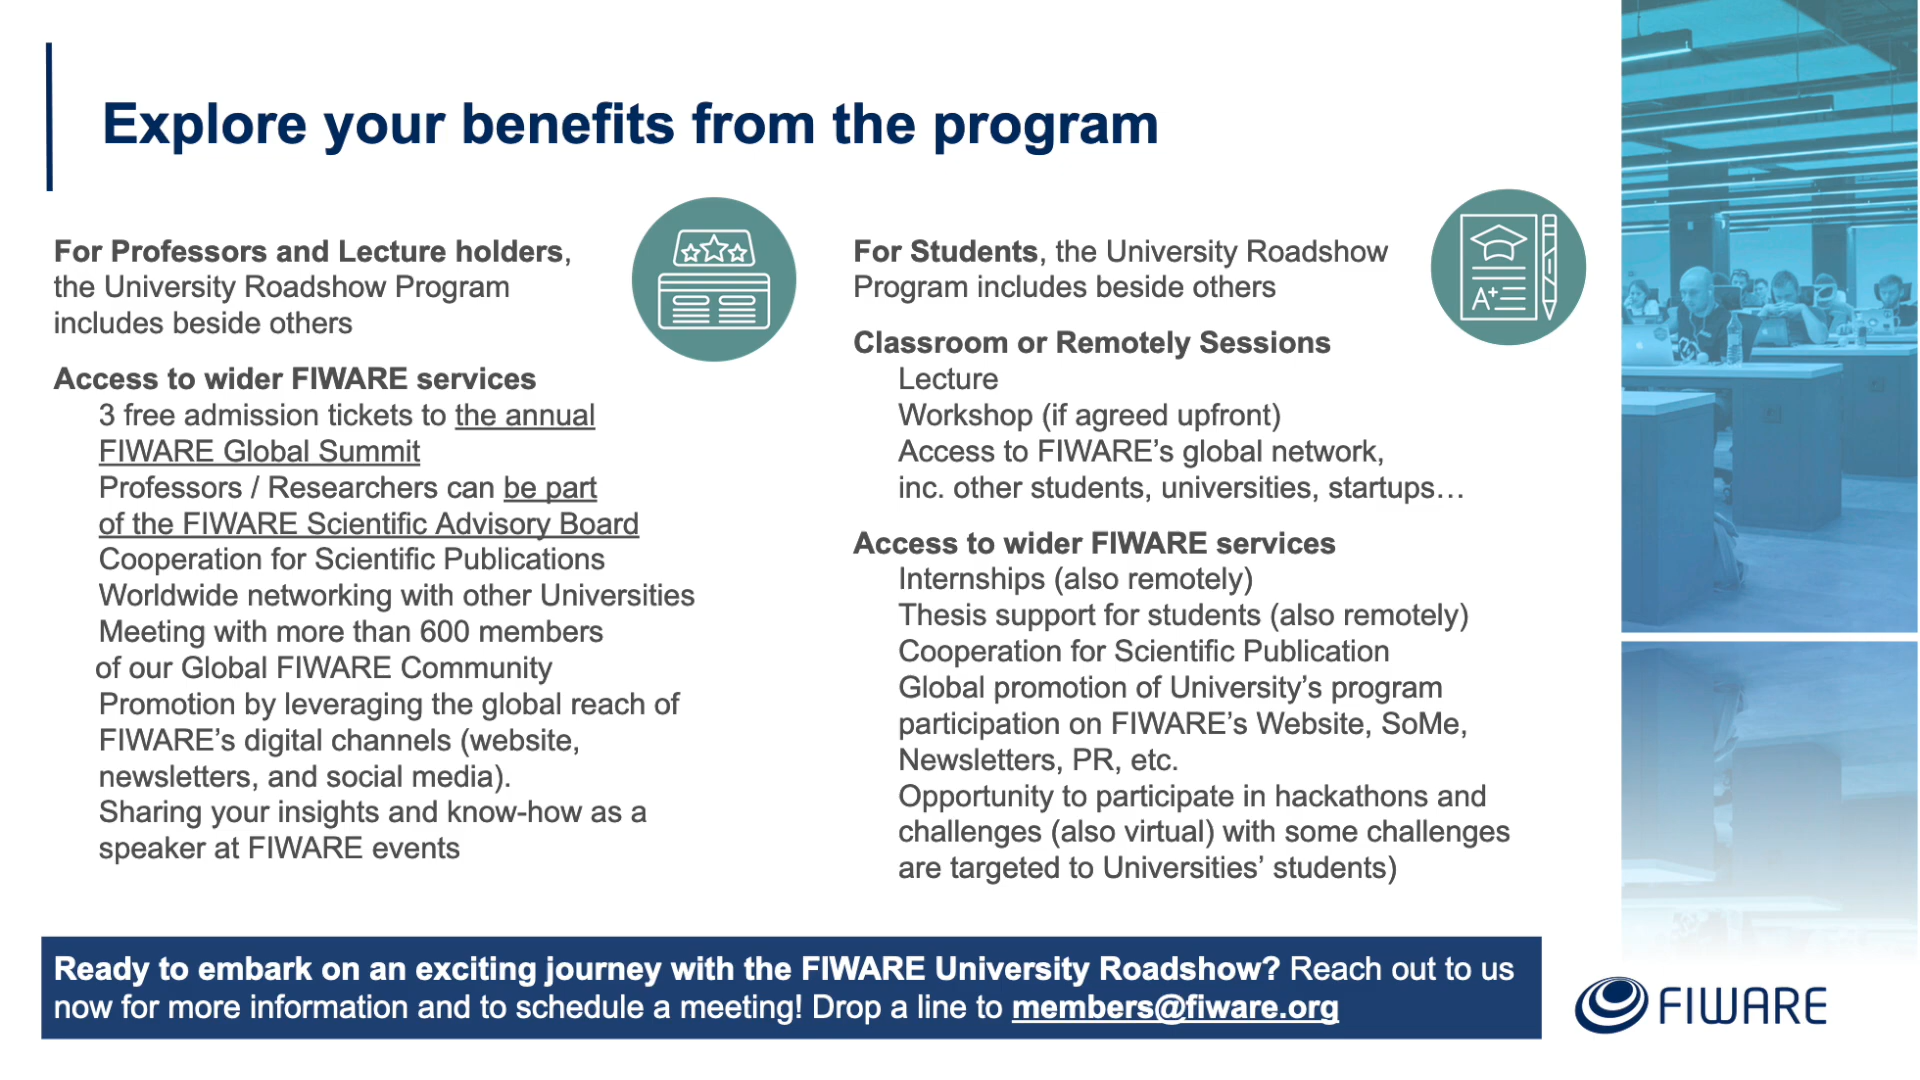 Explore your benefits from the program
For Professors and Lecture holders,
the University Roadshow Program
includes beside others
Access to wider FIWARE services
3 free admission tickets to the annual
FIWARE Global Summit
Professors / Researchers can be part
of the FIWARE Scientific Advisory Board
Cooperation for Scientific Publications
Worldwide networking with other Universities
Meeting with more than 600 members
of our Global FIWARE Community
Promotion by leveraging the global reach of
FIWARE’s digital channels (website,
newsletters, and social media).
Sharing your insights and know-how as a
speaker at FIWARE events
For Students, the University Roadshow
Program includes beside others
Classroom or Remotely Sessions
Lecture
Workshop (if agreed upfront)
Access to FIWARE’s global network,
inc. other students, universities, startups…
Access to wider FIWARE services
Internships (also remotely)
Thesis support for students (also remotely)
Cooperation for Scientific Publication
Global promotion of University’s program
participation on FIWARE’s Website, SoMe,
Newsletters, PR, etc.
Opportunity to participate in hackathons and
challenges (also virtual) with some challenges
are targeted to Universities’ students)
A+
Ready to embark on an exciting journey with the FIWARE University Roadshow? Reach out to us
now for more information and to schedule a meeting! Drop a line to members@fiware.org
FIWARE